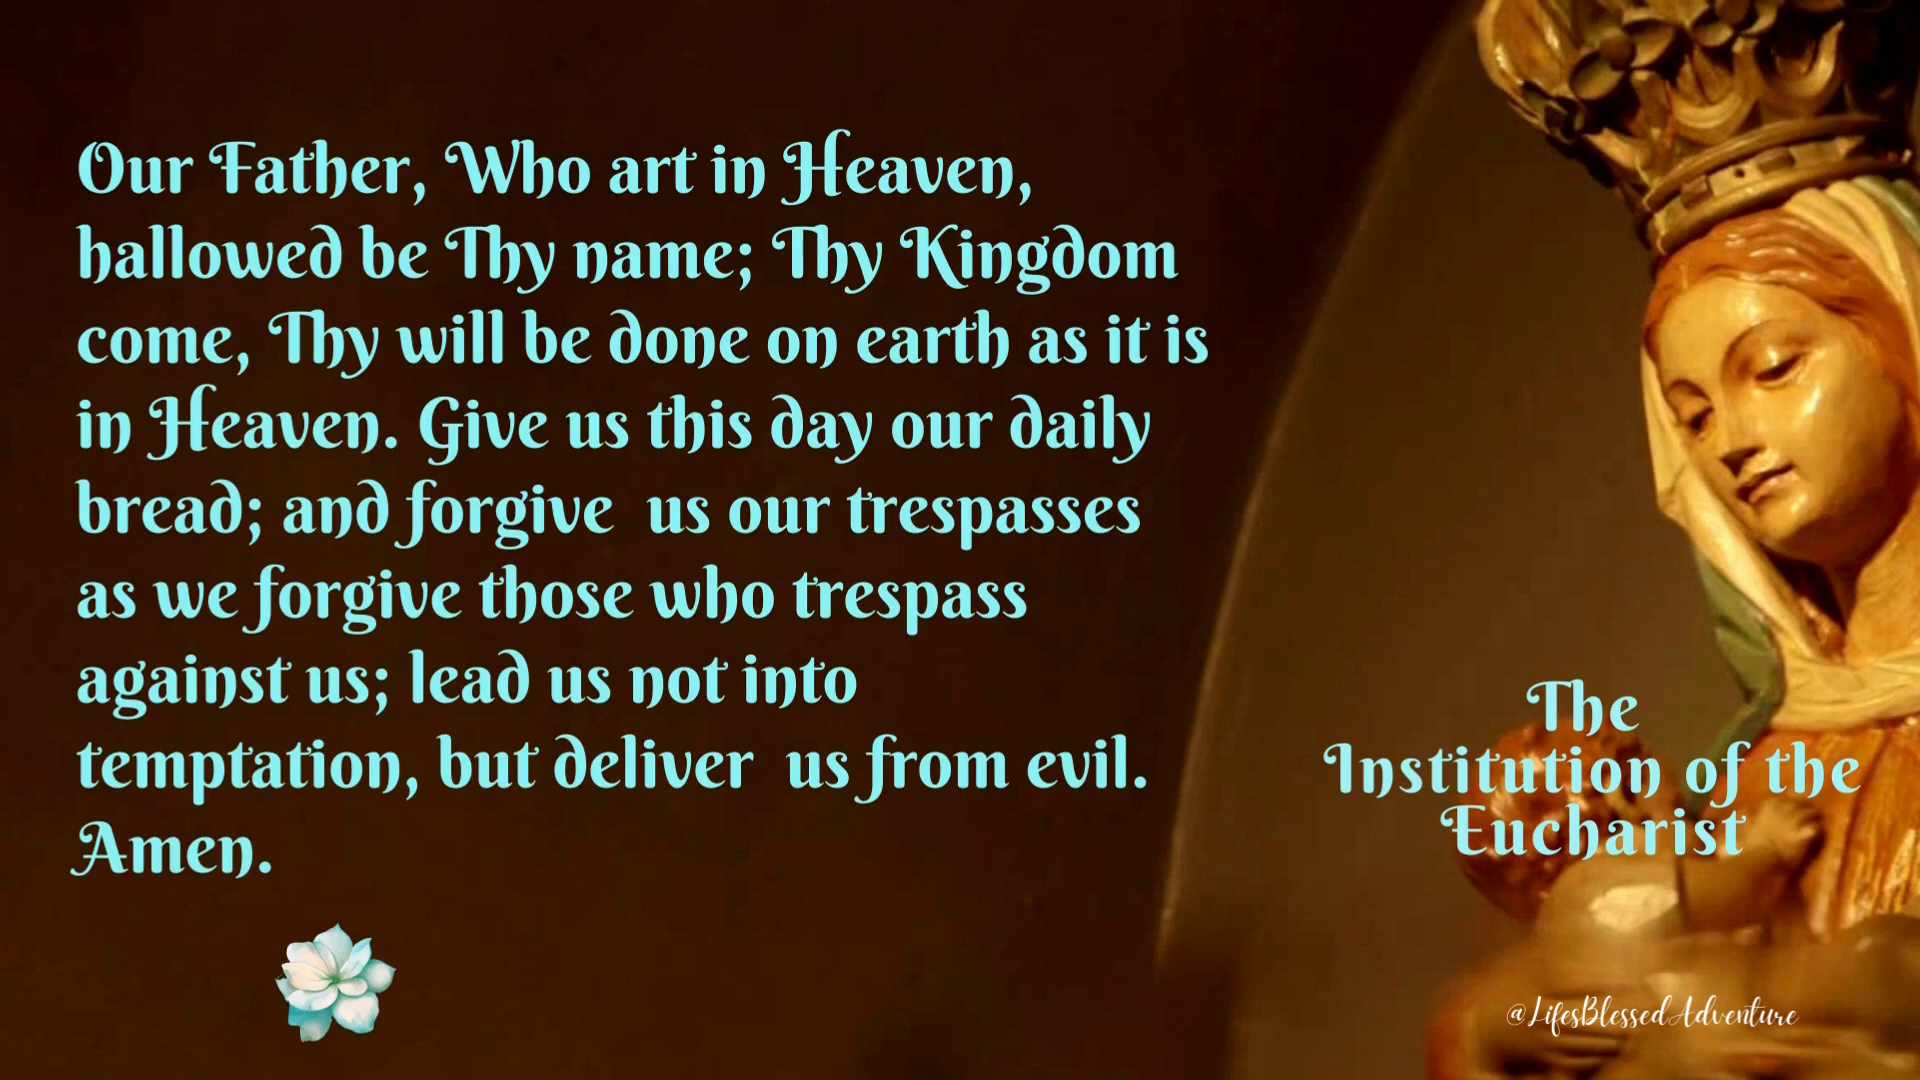 Our Father, Who art in Heaven,
hallowed be Thy name; Thy Kingdom
come, Thy will be done on earth as it is
in Heaven. Give us this day our daily
bread; and forgive  us our trespasses
as we forgive those who trespass
against us; lead us not into
temptation, but deliver  us from evil.
Amen.
The
Institution of the
Eucharist
@LifesBlessedAdventure